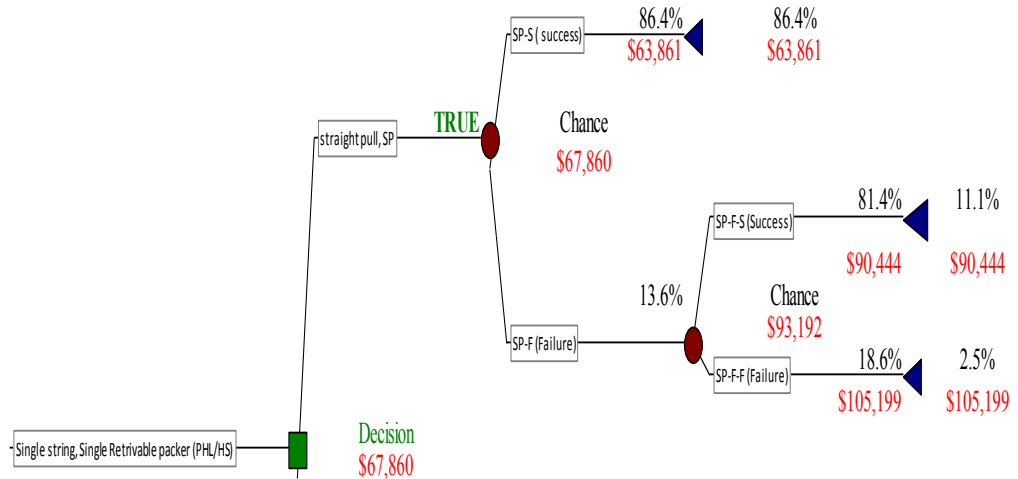 86.4% 86.4%
SP-S ( success)
$63,861 $63,861
TRUE Chance
straight pull, SP
$67,860
81.4% 11.1%
SP-F-S (Success)
$90,444 $90,444
13.6% Chance
$93,192
SP-F (Failure)
18.6% 2.5%
SP-F-F (Failure)
$105,199 $105,199
Decision
Single string, Single Retrivable packer (PHL/HS)
$67,860